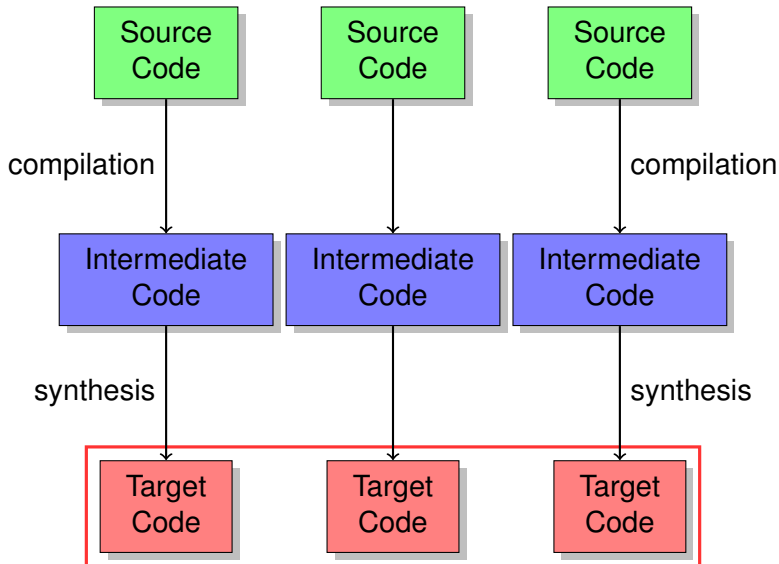 Source
Code
Source
Code
Source
Code
compilation
compilation
Intermediate
Code
Intermediate
Code
Intermediate
Code
synthesis
synthesis
Target
Code
Target
Code
Target
Code